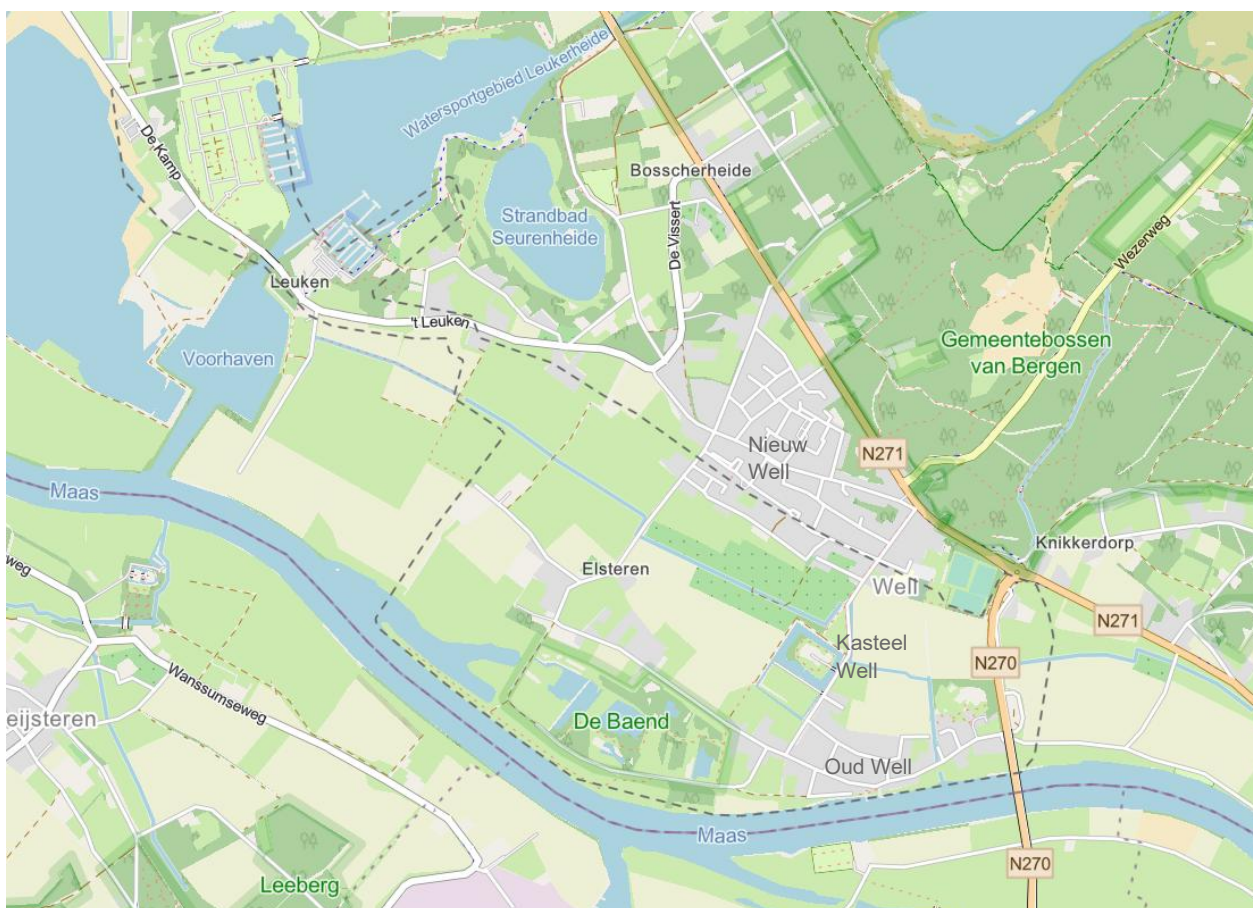 Watersportgebied Leukerheide
De Kamp
Bosscherheide
Strandbad
Seurenheide
De Vissert
Wezerweg
Leuken
't Leuken
Gemeentebossen
van Bergen
Voorhaven
Nieuw
Well
N271
Maas
Knikkerdorp
Elsteren
Well
N271
Kasteel
Well
N270
Wanssumseweg
eijsteren
De Baend
Oud Well
Maas
N270
Leeberg